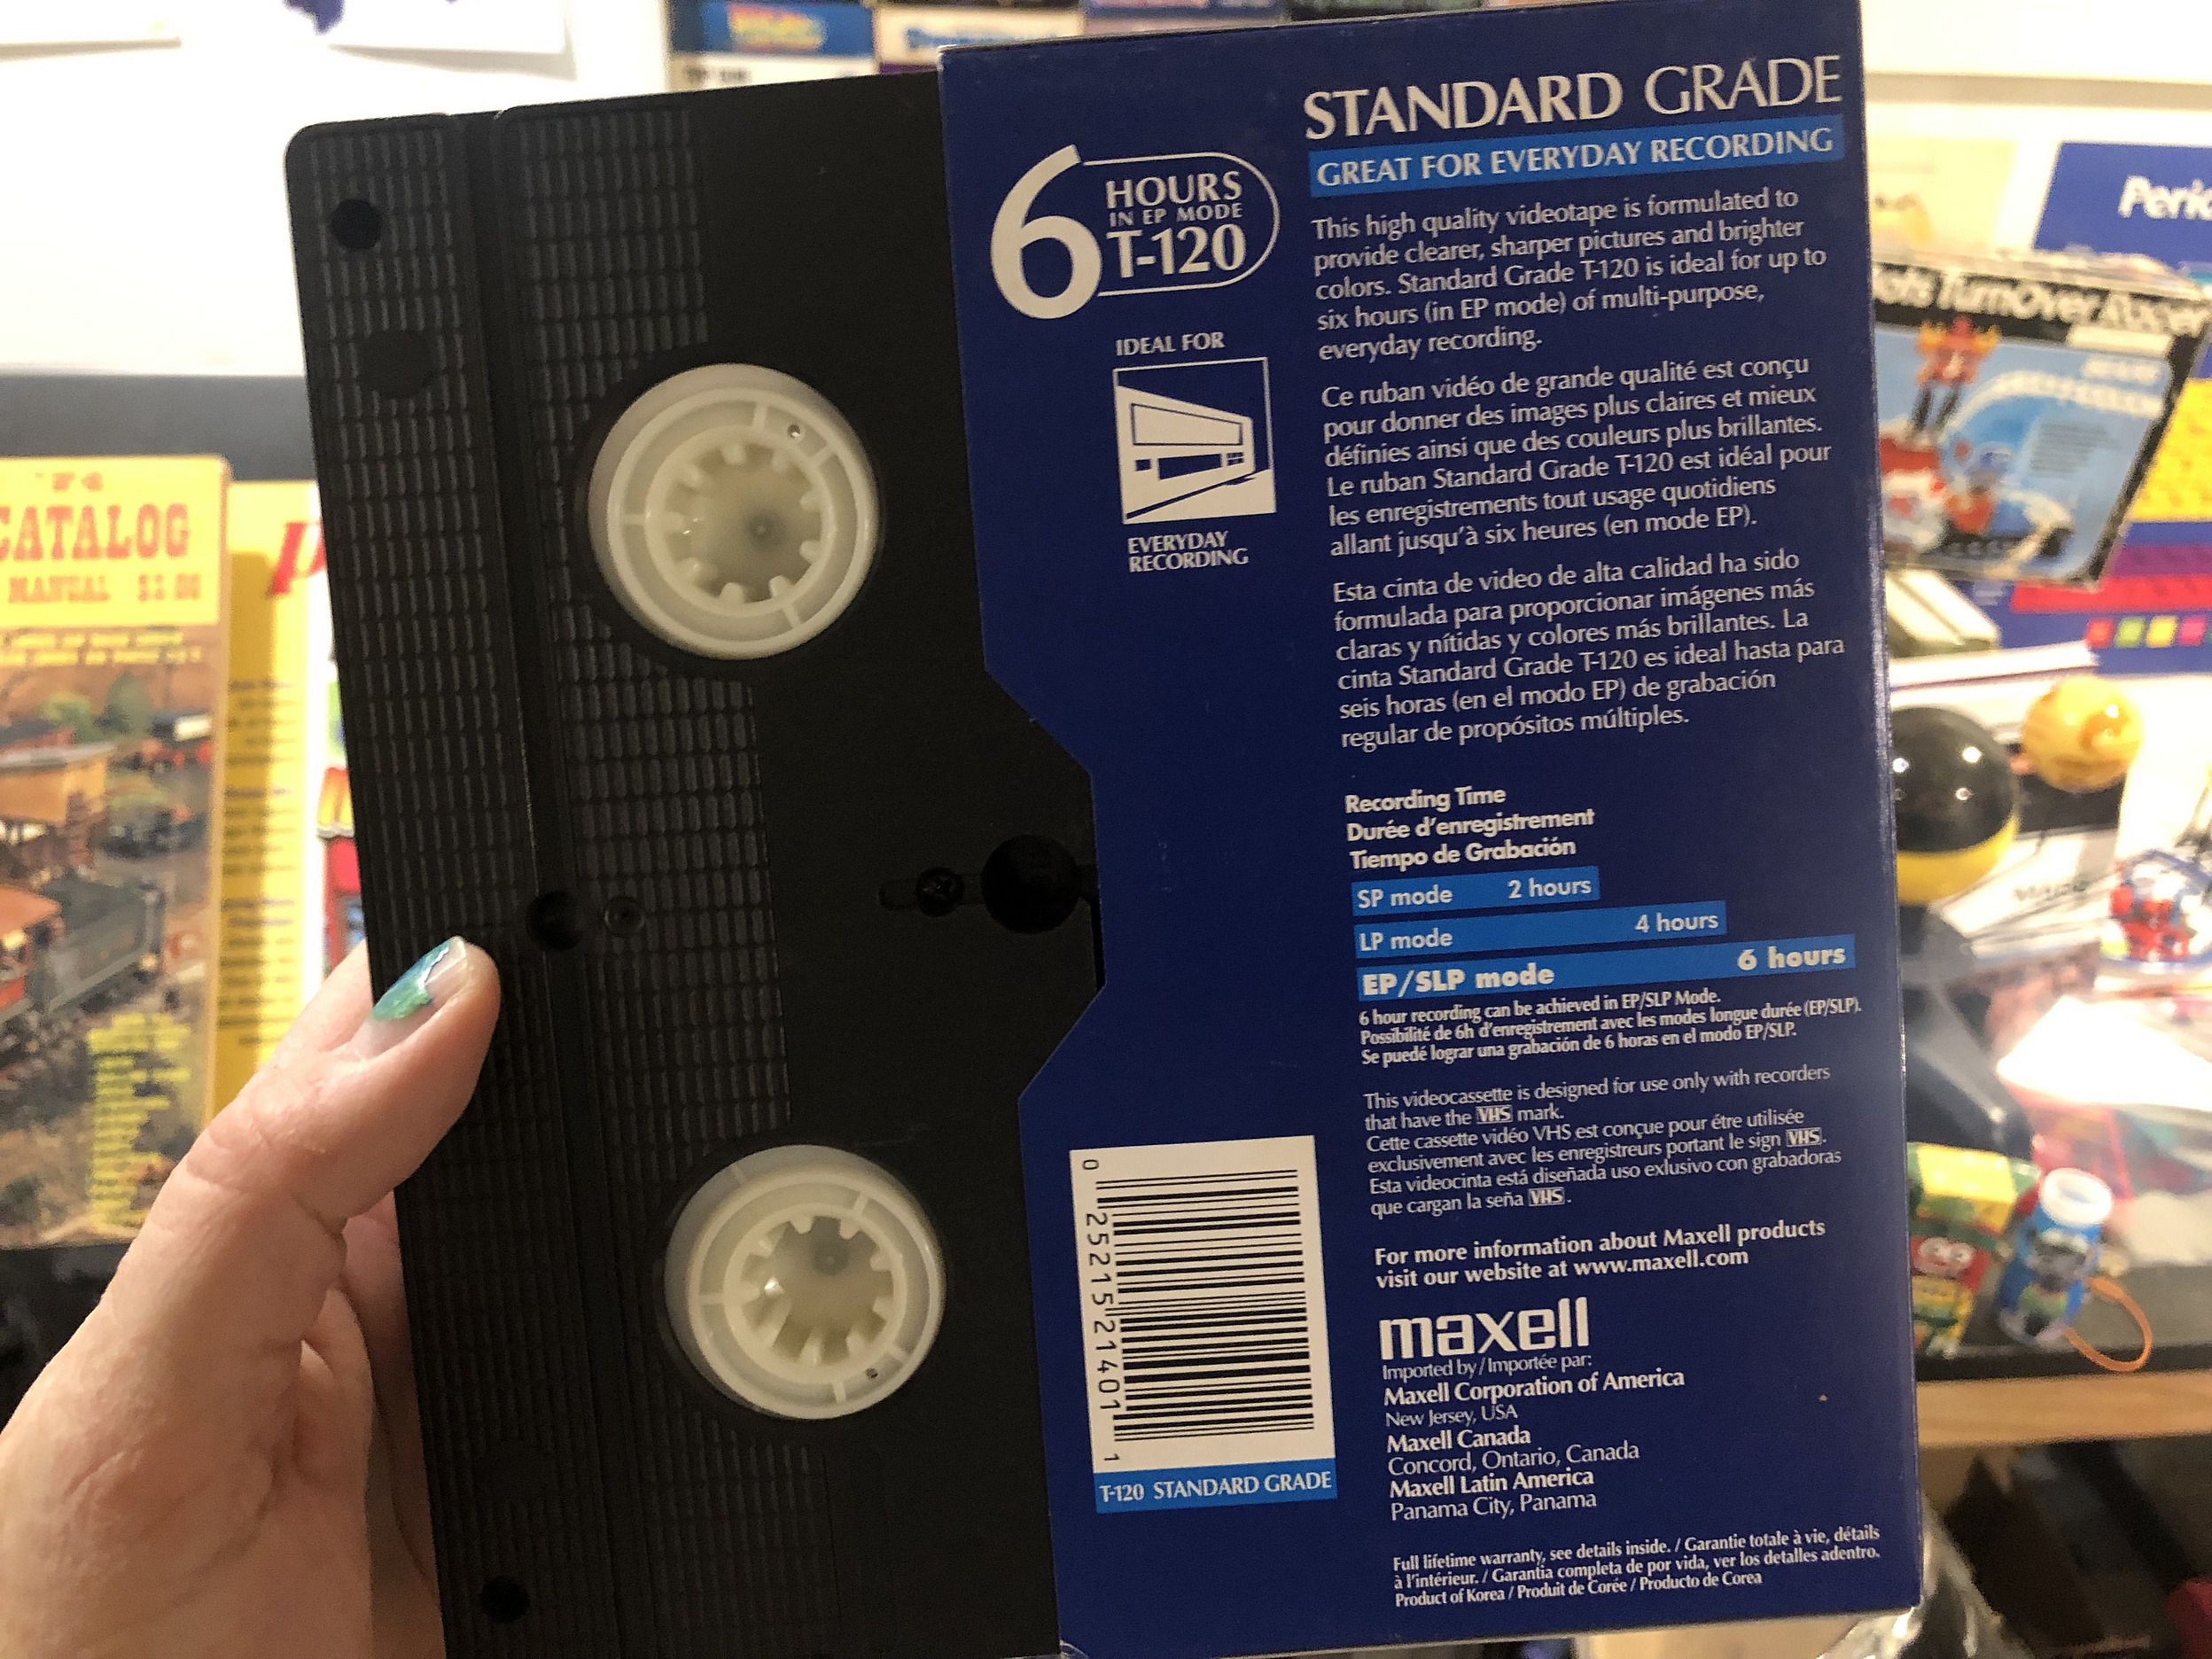 STANDARD GRADE
GREAT FOR EVERYDAY RECORDING
6 HOURS
IN EP MODE
T-120
IDEAL FOR
EVERYDAY
RECORDING
This high quality videotape is formulated to
provide clearer, sharper pictures and brighter
colors. Standard Grade T-120 is ideal for up to
six hours (in EP mode) of multi-purpose,
everyday recording.
Ce ruban vidéo de grande qualité est conçu
pour donner des images plus claires et mieux
définies ainsi que des couleurs plus brillantes.
Le ruban Standard Grade T-120 est idéal pour
les enregistrements tout usage quotidiens
allant jusqu'à six heures (en mode EP).
Esta cinta de video de alta calidad ha sido
formulada para proporcionar imágenes más
claras y nítidas y colores más brillantes. La
cinta Standard Grade T-120 es ideal hasta para
seis horas (en el modo EP) de grabación
regular de propósitos múltiples.
Recording Time
Durée d'enregistrement
Tiempo de Grabación
SP mode 2 hours
LP mode 4 hours
EP/SLP mode 6 hours
6 hour recording can be achieved in EP/SLP Mode.
Possibilité de 6h d'enregistrement avec les modes longue durée (EP/SLP).
Se puedé lograr una grabación de 6 horas en el modo EP/SLP.
This videocassette is designed for use only with recorders
that have the VHS mark.
Cette cassette vidéo VHS est conçue pour étre utilisée
exclusivement avec les enregistreurs portant le sign VHS.
Esta videocinta está diseñada uso exlusivo con grabadoras
que cargan la seña VHS.
For more information about Maxell products
visit our website at www.maxell.com
maxell
Imported by / Importée par:
Maxell Corporation of America
New Jersey, USA
Maxell Canada
Concord, Ontario, Canada
Maxell Latin America
Panama City, Panama
Full lifetime warranty, see details inside. / Garantie totale à vie, détails
à l'intérieur. / Garantía completa de por vida, ver los detalles adentro.
Product of Korea / Produit de Corée / Producto de Corea
0 25215 21401 1
T-120 STANDARD GRADE
CATALOG
MANUAL $2.00
TurnOver